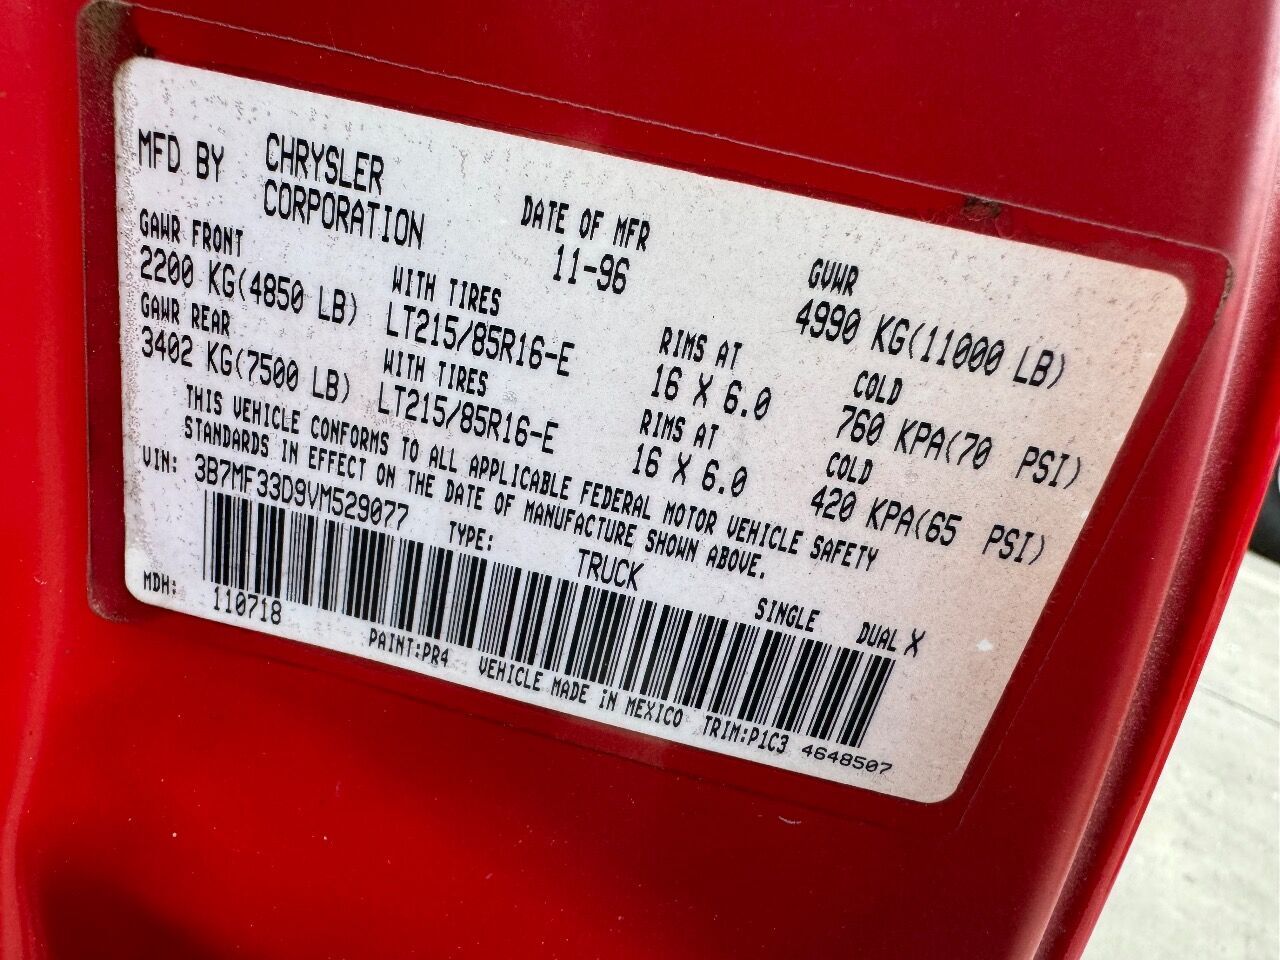 MFD BY CHRYSLER CORPORATION
DATE OF MFR 11-96
GVWR 4990 KG(11000 LB)
GAWR FRONT WITH TIRES RIMS AT COLD
2200 KG(4850 LB) LT215/85R16-E 16 X 6.0 760 KPA(70 PSI)
GAWR REAR WITH TIRES RIMS AT COLD
3402 KG(7500 LB) LT215/85R16-E 16 X 6.0 420 KPA(65 PSI)
THIS VEHICLE CONFORMS TO ALL APPLICABLE FEDERAL MOTOR VEHICLE SAFETY
STANDARDS IN EFFECT ON THE DATE OF MANUFACTURE SHOWN ABOVE.
VIN: 3B7MF33D9VM529077 TYPE: TRUCK SINGLE DUAL X
MDH: 110718 PAINT:PR4 VEHICLE MADE IN MEXICO TRIM:P1C3 4648507